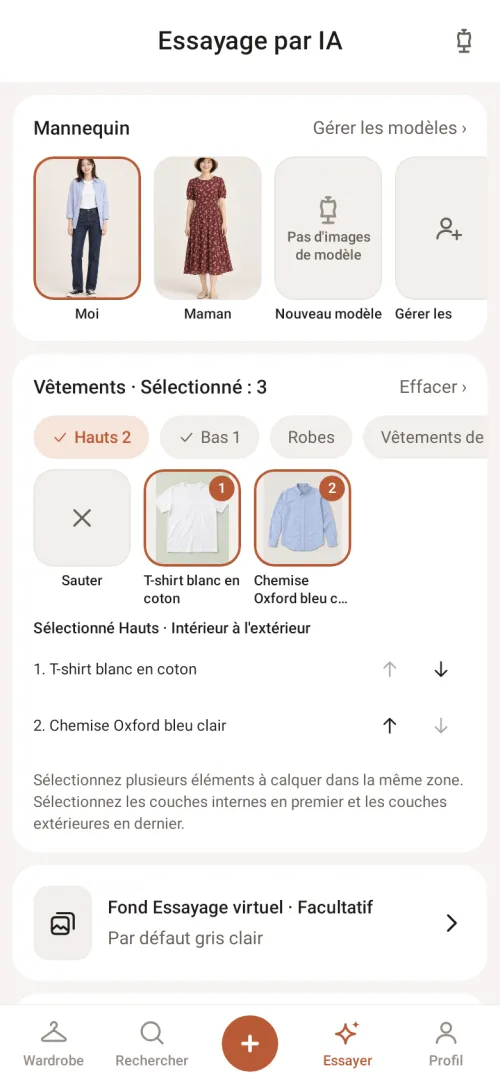 Essayage par IA
Mannequin
Gérer les modèles ›
Pas d'images
de modèle
Moi
Maman
Nouveau modèle
Gérer les
Vêtements · Sélectionné : 3
Effacer ›
Hauts 2
Bas 1
Robes
Vêtements de
1
2
Sauter
T-shirt blanc en
coton
Chemise
Oxford bleu c…
Sélectionné Hauts · Intérieur à l'extérieur
1. T-shirt blanc en coton
2. Chemise Oxford bleu clair
Sélectionnez plusieurs éléments à calquer dans la même zone.
Sélectionnez les couches internes en premier et les couches
extérieures en dernier.
Fond Essayage virtuel · Facultatif
Par défaut gris clair
Wardrobe
Rechercher
Essayer
Profil